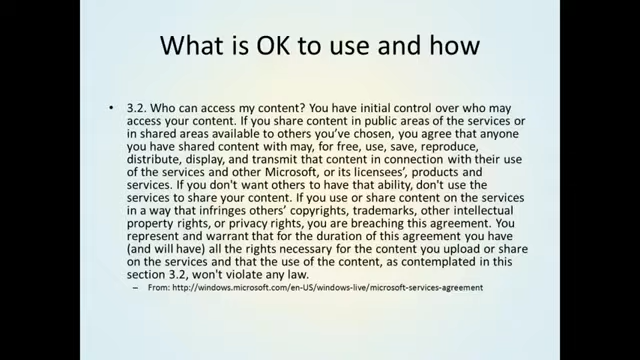 What is OK to use and how
• 3.2. Who can access my content? You have initial control over who may
access your content. If you share content in public areas of the services or
in shared areas available to others you've chosen, you agree that anyone
you have shared content with may, for free, use, save, reproduce,
distribute, display, and transmit that content in connection with their use
of the services and other Microsoft, or its licensees', products and
services. If you don't want others to have that ability, don't use the
services to share your content. If you use or share content on the services
in a way that infringes others' copyrights, trademarks, other intellectual
property rights, or privacy rights, you are breaching this agreement. You
represent and warrant that for the duration of this agreement you have
(and will have) all the rights necessary for the content you upload or share
on the services and that the use of the content, as contemplated in this
section 3.2, won't violate any law.
– From: http://windows.microsoft.com/en-US/windows-live/microsoft-services-agreement